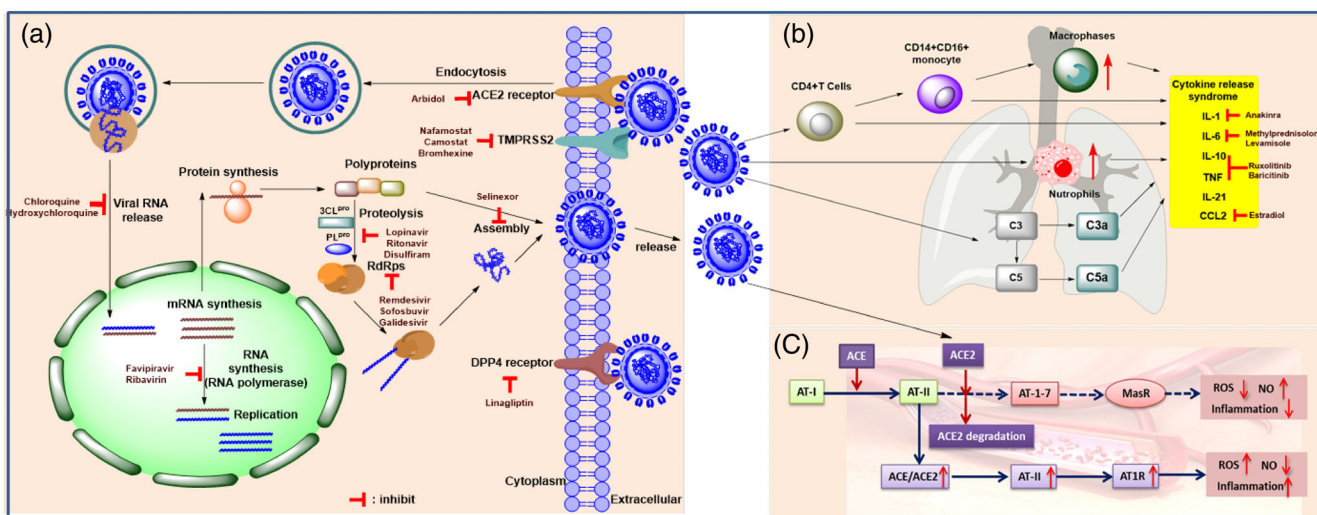 (a)
Endocytosis
Arbidol
ACE2 receptor
Nafamostat
Camostat
Bromhexine
TMPRSS2
Polyproteins
Protein synthesis
Chloroquine
Hydroxychloroquine
Viral RNA
release
3CLpro
Proteolysis
PLpro
Lopinavir
Ritonavir
Disulfiram
RdRps
Remdesivir
Sofosbuvir
Galidesivir
Selinexor
Assembly
release
mRNA synthesis
Favipiravir
Ribavirin
RNA
synthesis
(RNA polymerase)
Replication
DPP4 receptor
Linagliptin
Cytoplasm
Extracellular
: inhibit
(b)
CD4+T Cells
CD14+CD16+
monocyte
Macrophases
Nutrophils
C3
C3a
C5
C5a
Cytokine release
syndrome
IL-1
Anakinra
IL-6
Methylprednisolor
Levamisole
IL-10
TNF
Ruxolitinib
Baricitinib
IL-21
CCL2
Estradiol
(C)
ACE
ACE2
AT-I
AT-II
AT-1-7
MasR
ROS NO
Inflammation
ACE2 degradation
ACE/ACE2
AT-II
AT1R
ROS NO
Inflammation